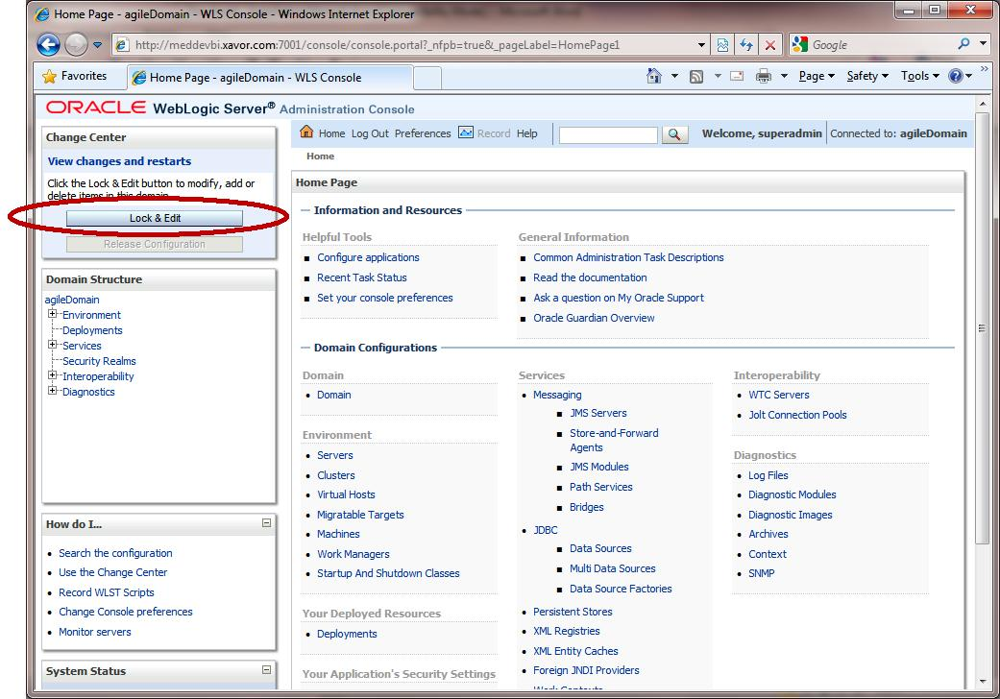 Home Page - agileDomain - WLS Console - Windows Internet Explorer
http://meddevbi.xavor.com:7001/console/console.portal?_nfpb=true&_pageLabel=HomePage1
Google
Favorites
Home Page - agileDomain - WLS Console
Page
Safety
Tools
ORACLE WebLogic Server® Administration Console
Change Center
View changes and restarts
Click the Lock & Edit button to modify, add or
delete items in this domain.
Lock & Edit
Release Configuration
Domain Structure
agileDomain
Environment
Deployments
Services
Security Realms
Interoperability
Diagnostics
How do I...
Search the configuration
Use the Change Center
Record WLST Scripts
Change Console preferences
Monitor servers
System Status
Home Log Out Preferences Record Help
Welcome, superadmin
Connected to: agileDomain
Home
Home Page
Information and Resources
Helpful Tools
Configure applications
Recent Task Status
Set your console preferences
General Information
Common Administration Task Descriptions
Read the documentation
Ask a question on My Oracle Support
Oracle Guardian Overview
Domain Configurations
Domain
Domain
Environment
Servers
Clusters
Virtual Hosts
Migratable Targets
Machines
Work Managers
Startup And Shutdown Classes
Your Deployed Resources
Deployments
Your Application's Security Settings
Services
Messaging
JMS Servers
Store-and-Forward
Agents
JMS Modules
Path Services
Bridges
JDBC
Data Sources
Multi Data Sources
Data Source Factories
Persistent Stores
XML Registries
XML Entity Caches
Foreign JNDI Providers
Work Contexts
Interoperability
WTC Servers
Jolt Connection Pools
Diagnostics
Log Files
Diagnostic Modules
Diagnostic Images
Archives
Context
SNMP